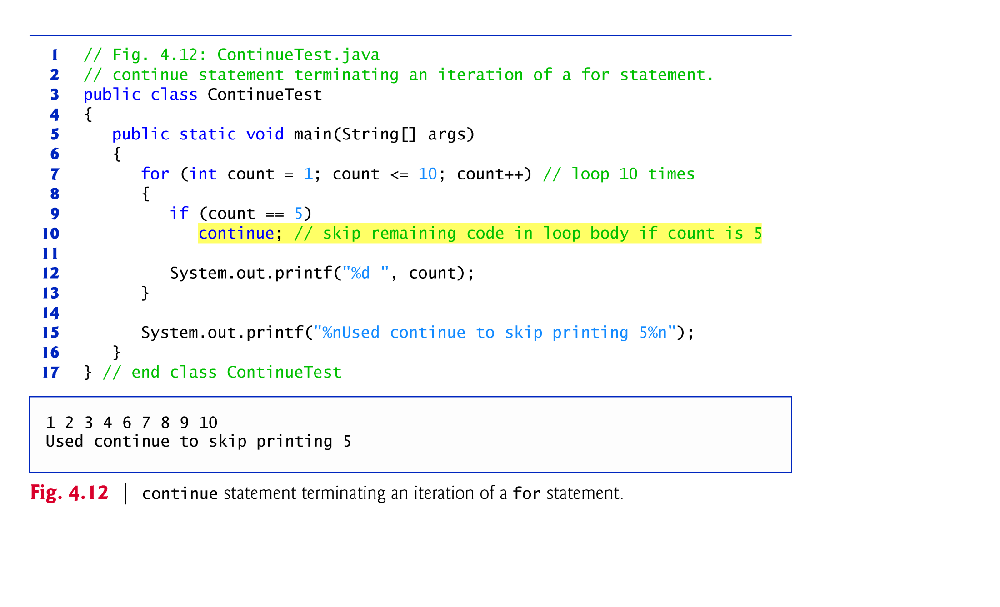 1 // Fig. 4.12: ContinueTest.java
2 // continue statement terminating an iteration of a for statement.
3 public class ContinueTest
4 {
5    public static void main(String[] args)
6    {
7       for (int count = 1; count <= 10; count++) // loop 10 times
8       {
9          if (count == 5)
10            continue; // skip remaining code in loop body if count is 5
11
12         System.out.printf("%d ", count);
13      }
14
15      System.out.printf("%nUsed continue to skip printing 5%n");
16   }
17 } // end class ContinueTest
1 2 3 4 6 7 8 9 10
Used continue to skip printing 5
Fig. 4.12 | continue statement terminating an iteration of a for statement.